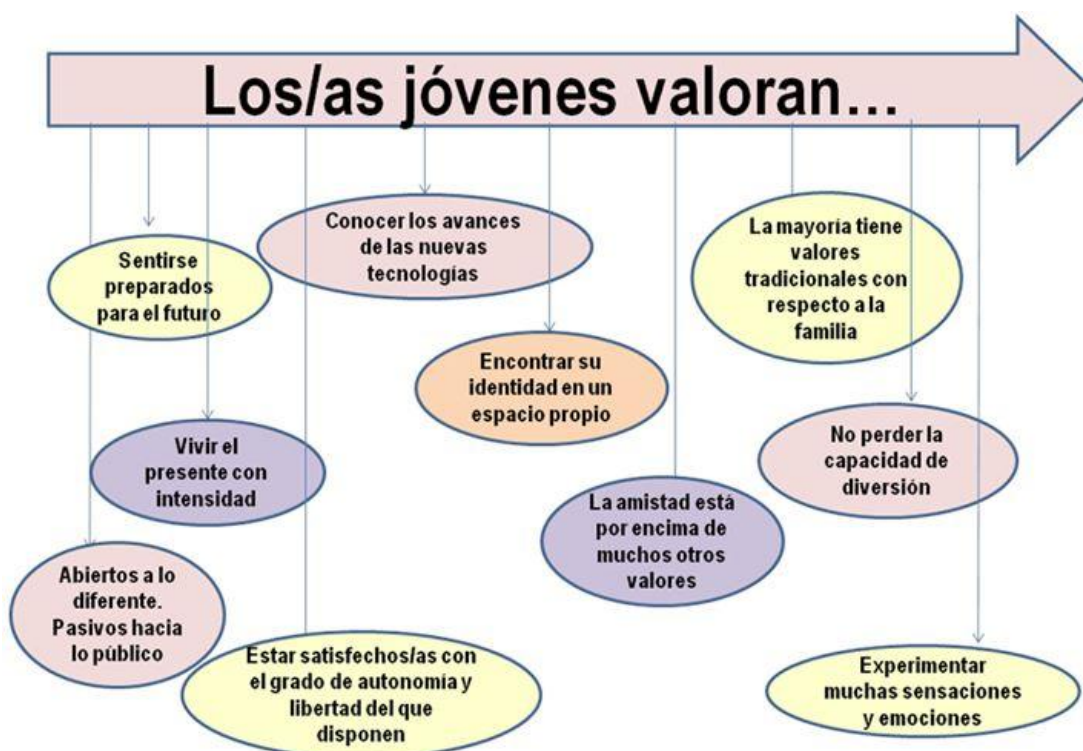 Los/as jóvenes valoran...
Sentirse
preparados
para el futuro
Conocer los avances
de las nuevas
tecnologías
La mayoría tiene
valores
tradicionales con
respecto a la
familia
Encontrar su
identidad en un
espacio propio
Vivir el
presente con
intensidad
No perder la
capacidad de
diversión
La amistad está
por encima de
muchos otros
valores
Abiertos a lo
diferente.
Pasivos hacia
lo público
Estar satisfechos/as con
el grado de autonomía y
libertad del que
disponen
Experimentar
muchas sensaciones
y emociones